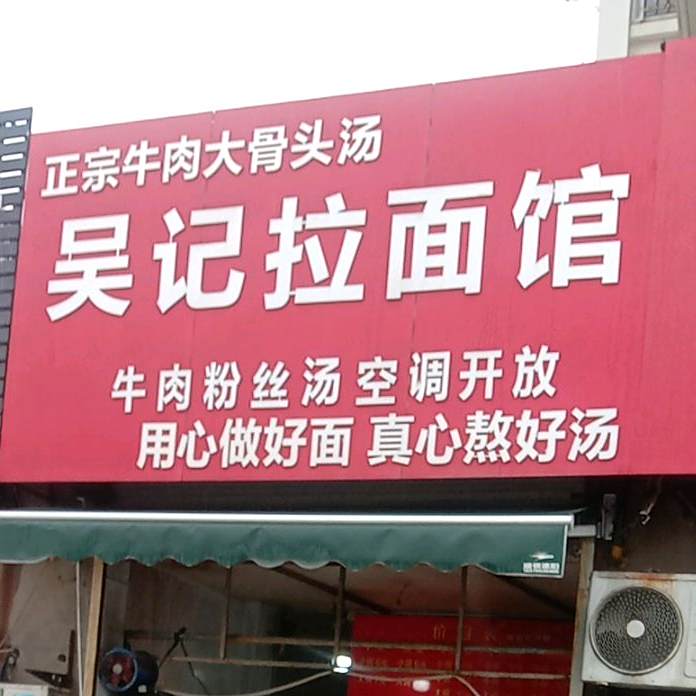 正宗牛肉大骨头汤
吴记拉面馆
牛肉粉丝汤 空调开放
用心做好面 真心熬好汤